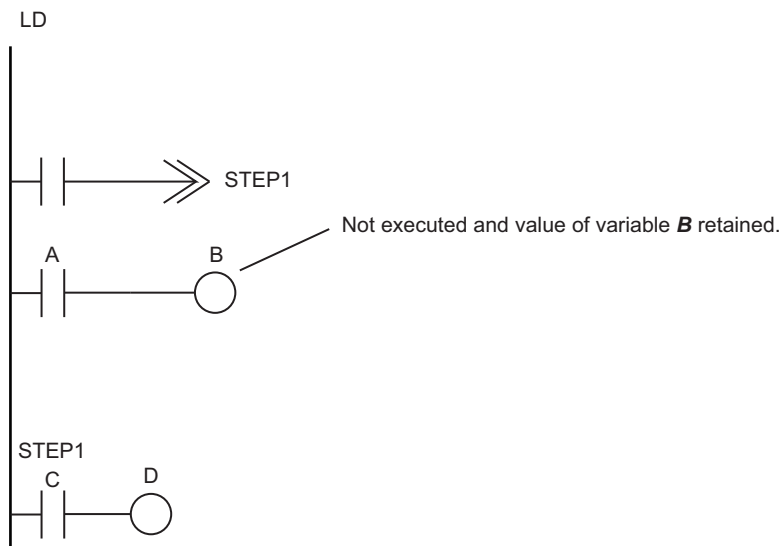 LD
STEP1
Not executed and value of variable B retained.
A
B
STEP1
C
D